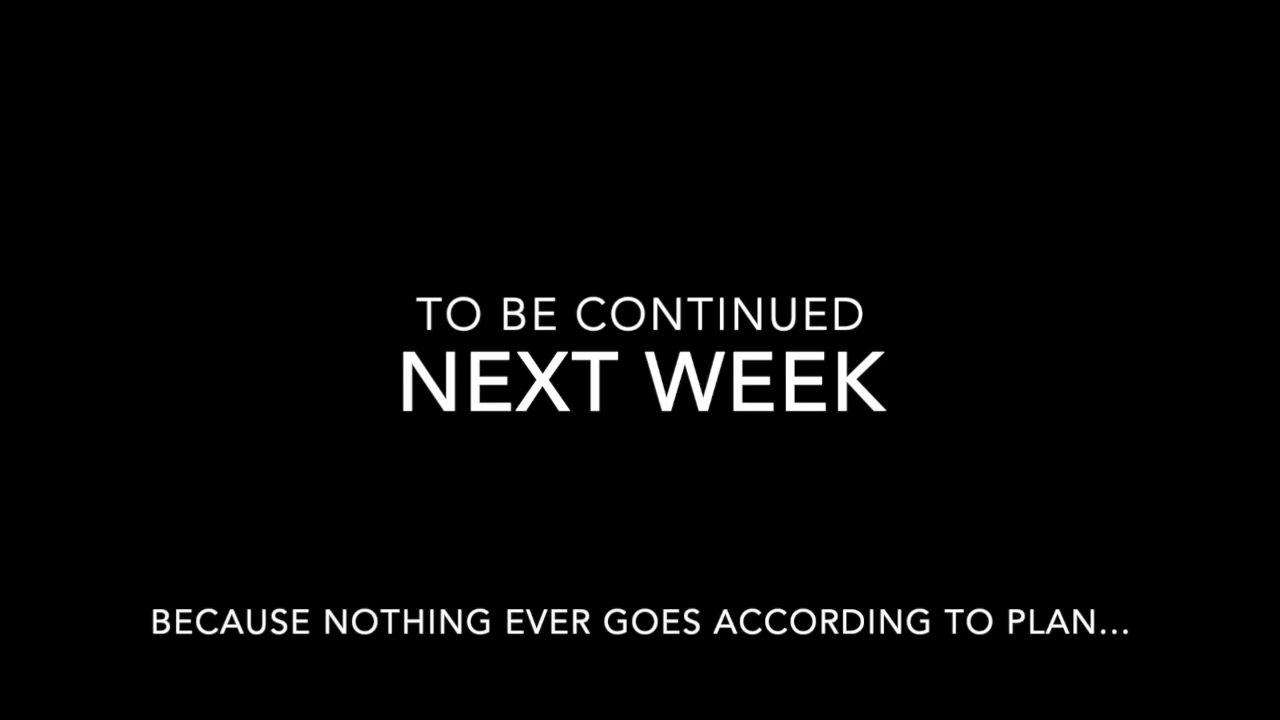 TO BE CONTINUED
NEXT WEEK
BECAUSE NOTHING EVER GOES ACCORDING TO PLAN...